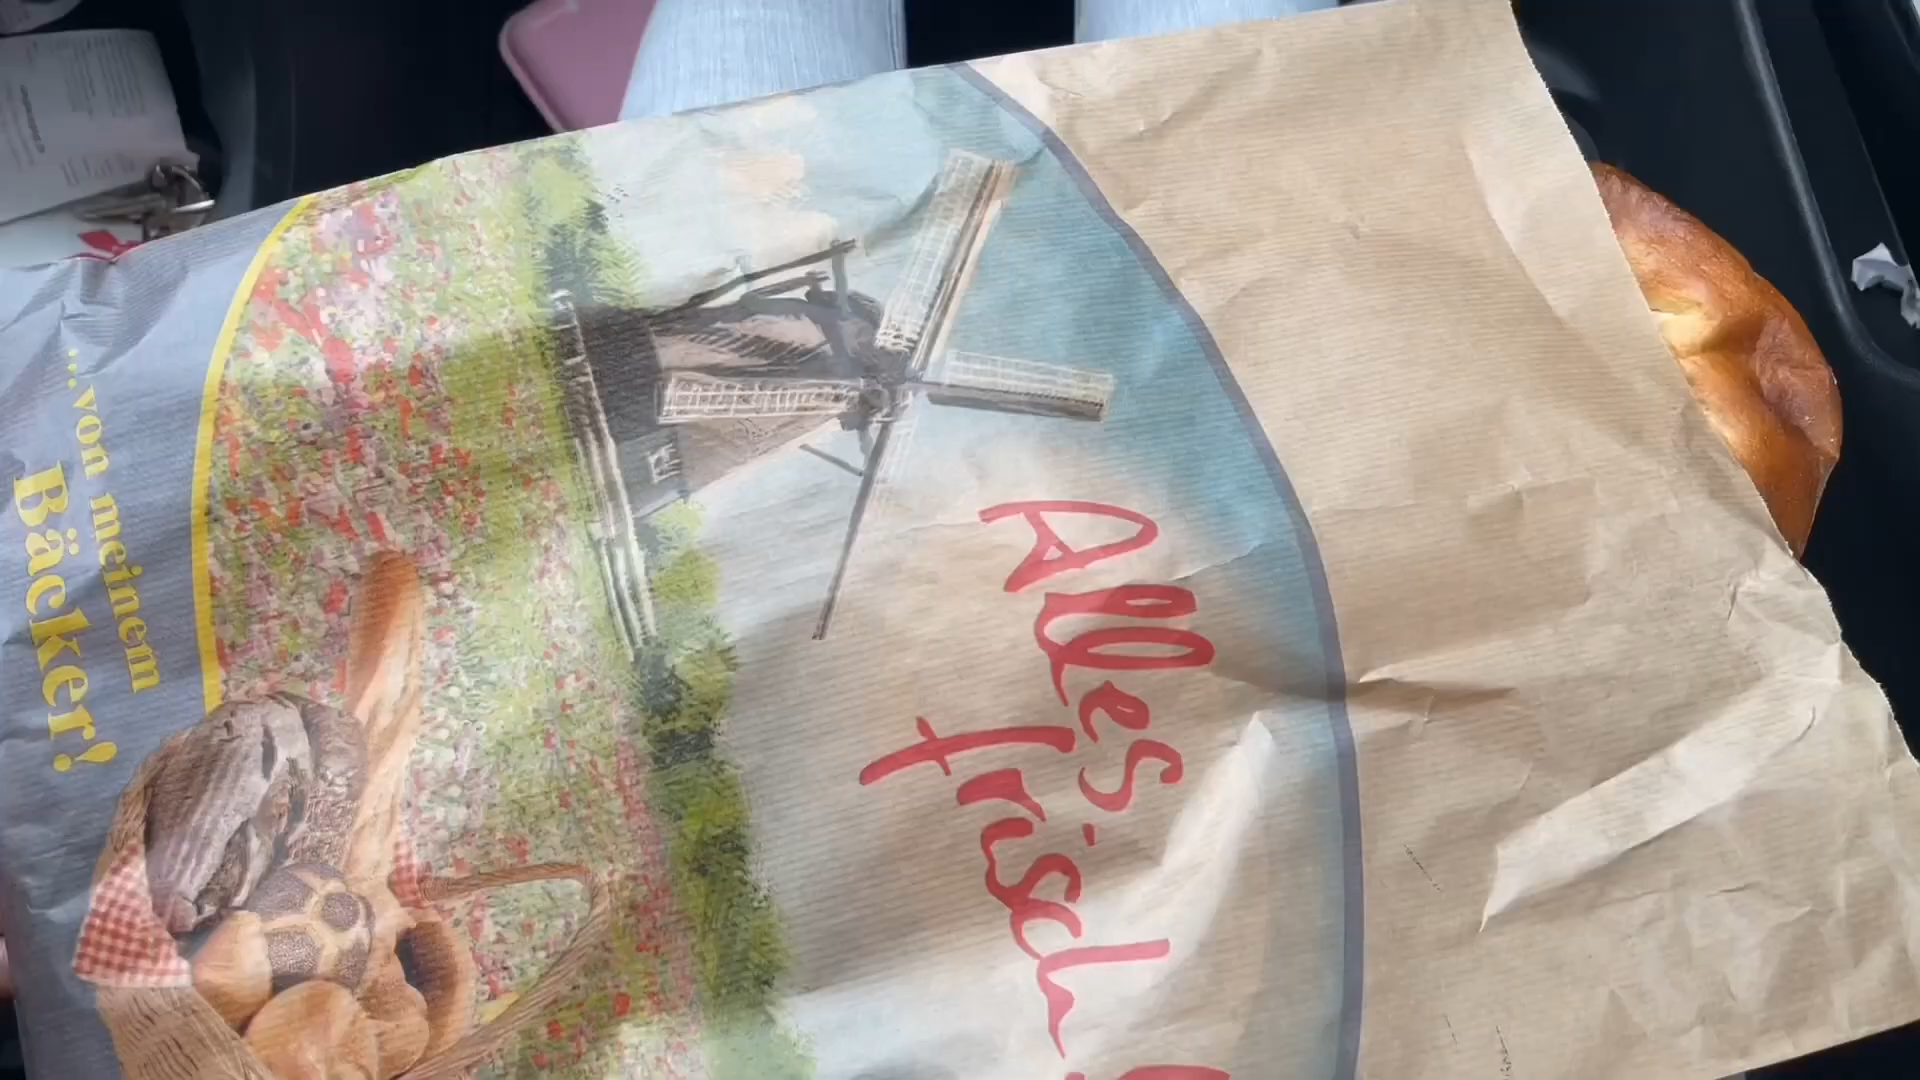 Alles
frisch
...von meinem
Bäcker!